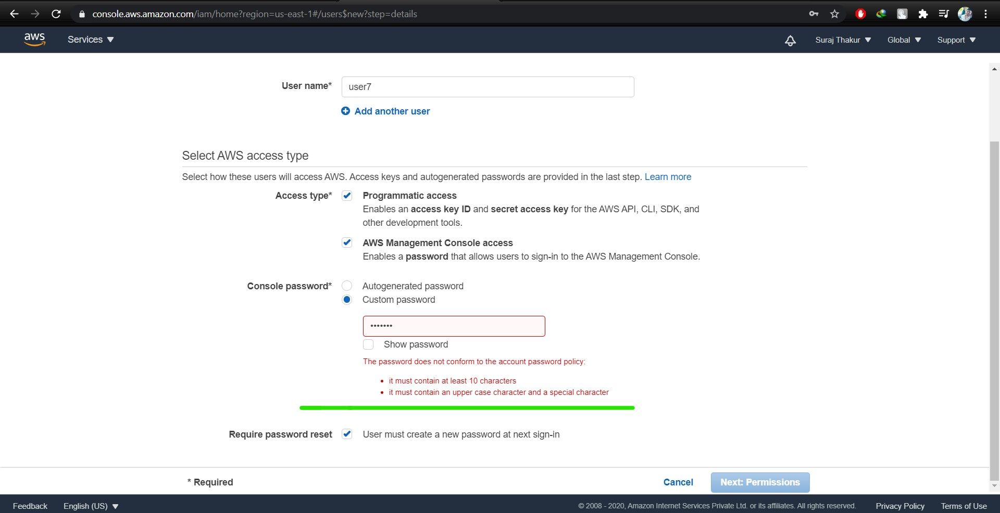 console.aws.amazon.com/iam/home?region=us-east-1#/users$new?step=details
aws Services Suraj Thakur Global Support
User name* user7
Add another user
Select AWS access type
Select how these users will access AWS. Access keys and autogenerated passwords are provided in the last step. Learn more
Access type* Programmatic access
Enables an access key ID and secret access key for the AWS API, CLI, SDK, and
other development tools.
AWS Management Console access
Enables a password that allows users to sign-in to the AWS Management Console.
Console password* Autogenerated password
Custom password
•••••••
Show password
The password does not conform to the account password policy:
• it must contain at least 10 characters
• it must contain an upper case character and a special character
Require password reset User must create a new password at next sign-in
* Required Cancel Next: Permissions
Feedback English (US) © 2008 - 2020, Amazon Internet Services Private Ltd. or its affiliates. All rights reserved. Privacy Policy Terms of Use